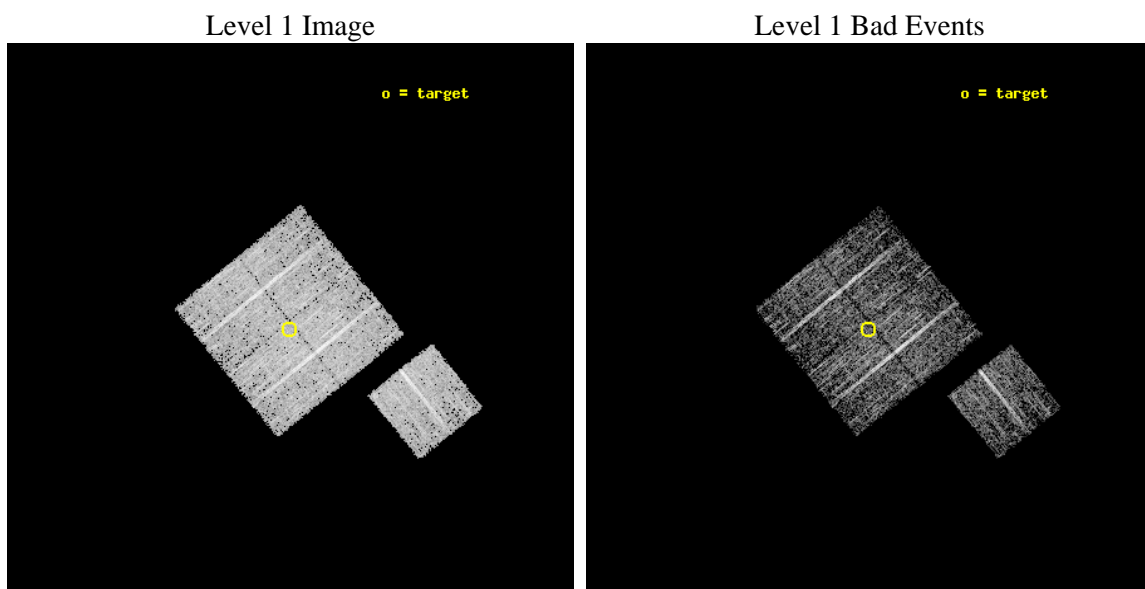 Level 1 Image
Level 1 Bad Events
o = target
o = target